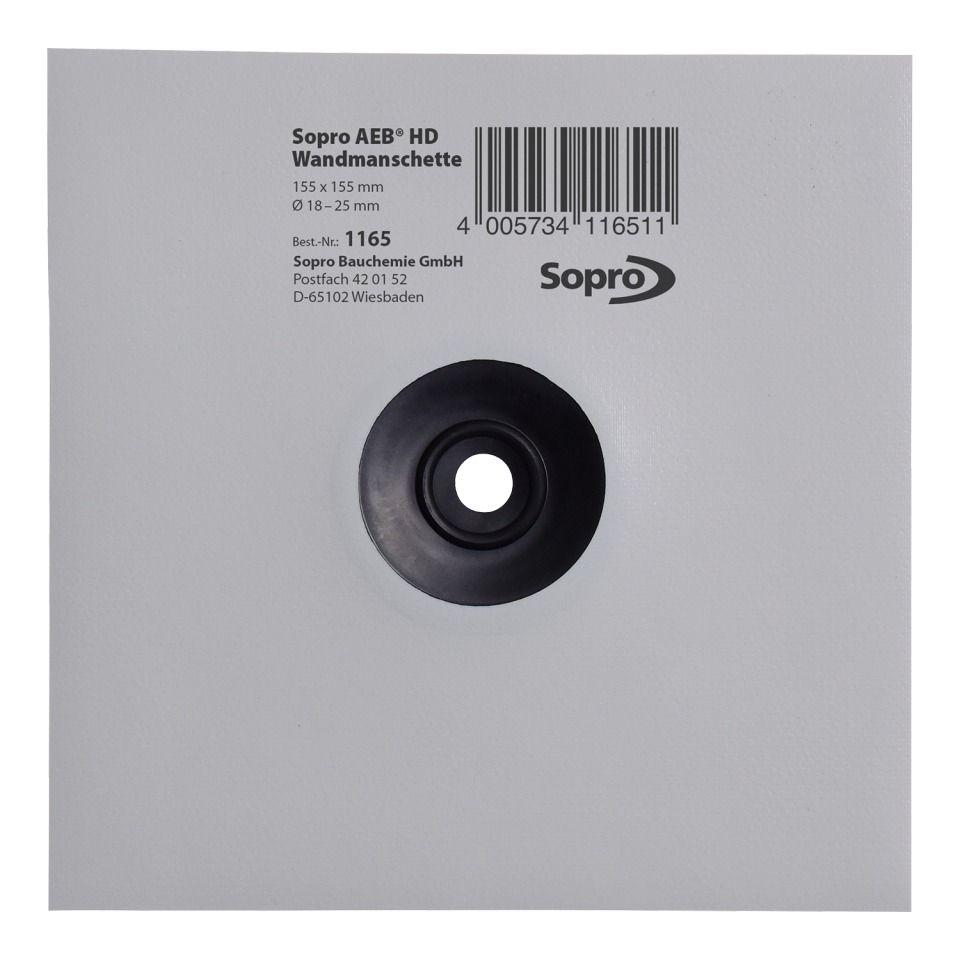 Sopro AEB® HD
Wandmanschette
155 x 155 mm
Ø 18 – 25 mm
Best.-Nr.: 1165
Sopro Bauchemie GmbH
Postfach 42 01 52
D-65102 Wiesbaden
4 005734 116511
Sopro